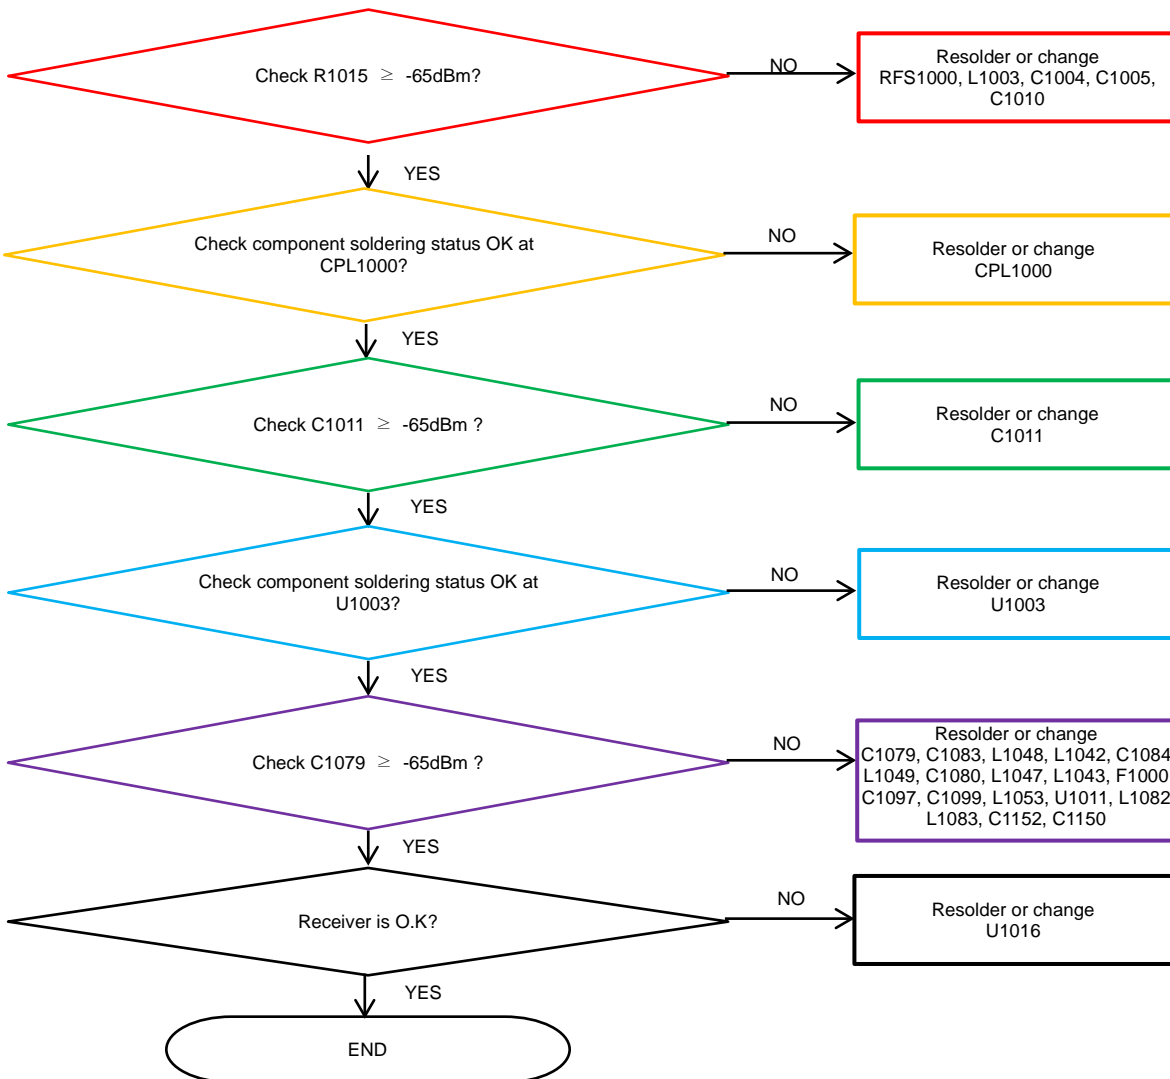 Check R1015 ≥ -65dBm?
NO
Resolder or change
RFS1000, L1003, C1004, C1005,
C1010
YES
Check component soldering status OK at
CPL1000?
NO
Resolder or change
CPL1000
YES
Check C1011 ≥ -65dBm ?
NO
Resolder or change
C1011
YES
Check component soldering status OK at
U1003?
NO
Resolder or change
U1003
YES
Check C1079 ≥ -65dBm ?
NO
Resolder or change
C1079, C1083, L1048, L1042, C1084
L1049, C1080, L1047, L1043, F1000
C1097, C1099, L1053, U1011, L1082
L1083, C1152, C1150
YES
Receiver is O.K?
NO
Resolder or change
U1016
YES
END